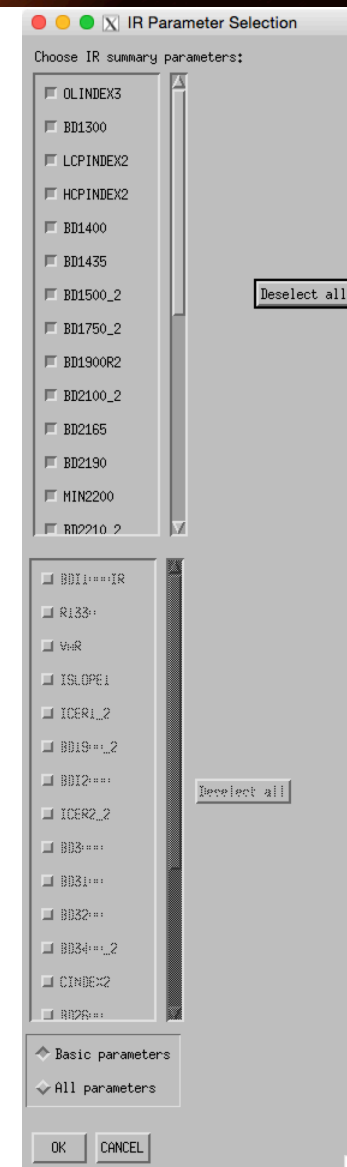 IR Parameter Selection
Choose IR summary parameters:
OLINDEX3
BD1300
LCPINDEX2
HCPINDEX2
BD1400
BD1435
BD1500_2
Deselect all
BD1750_2
BD1900R2
BD2100_2
BD2165
BD2190
MIN2200
BD2210_2
ISLOPE1
ICER1_2
Deselect all
ICER2_2
CINDEX2
Basic parameters
All parameters
OK
CANCEL